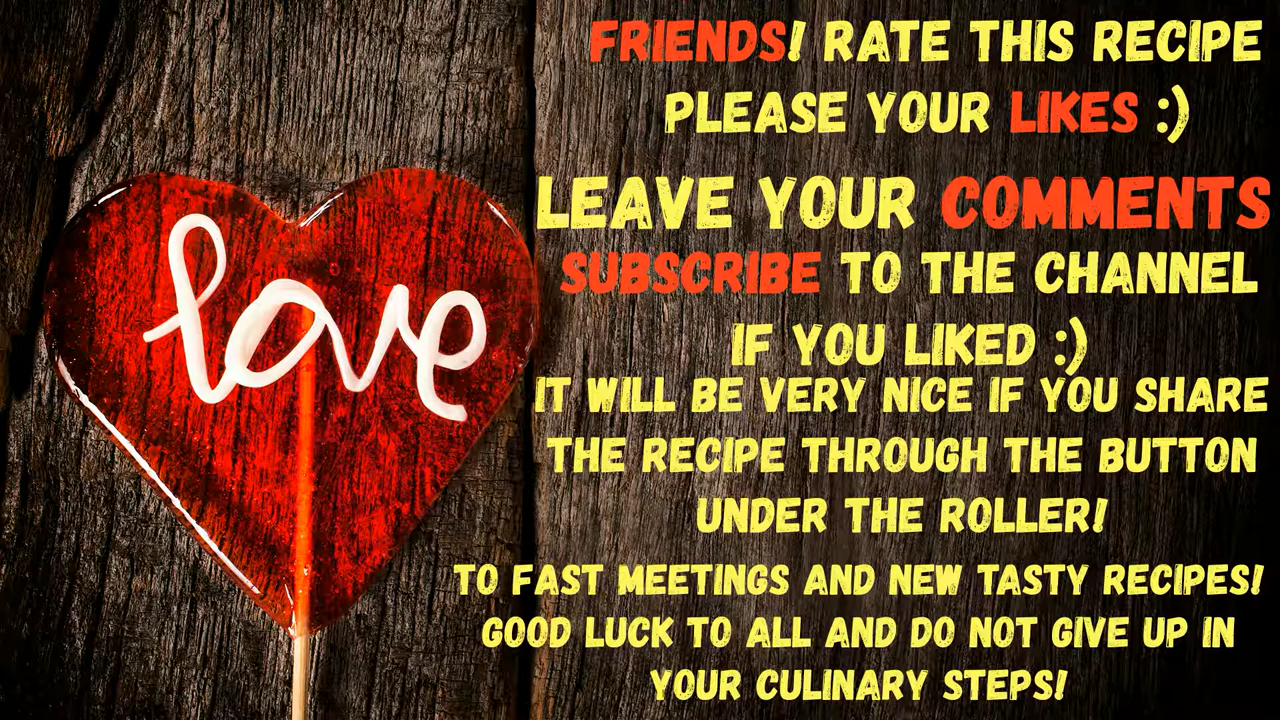 love
FRIENDS! RATE THIS RECIPE
PLEASE YOUR LIKES :)
LEAVE YOUR COMMENTS
SUBSCRIBE TO THE CHANNEL
IF YOU LIKED :)
IT WILL BE VERY NICE IF YOU SHARE
THE RECIPE THROUGH THE BUTTON
UNDER THE ROLLER!
TO FAST MEETINGS AND NEW TASTY RECIPES!
GOOD LUCK TO ALL AND DO NOT GIVE UP IN
YOUR CULINARY STEPS!